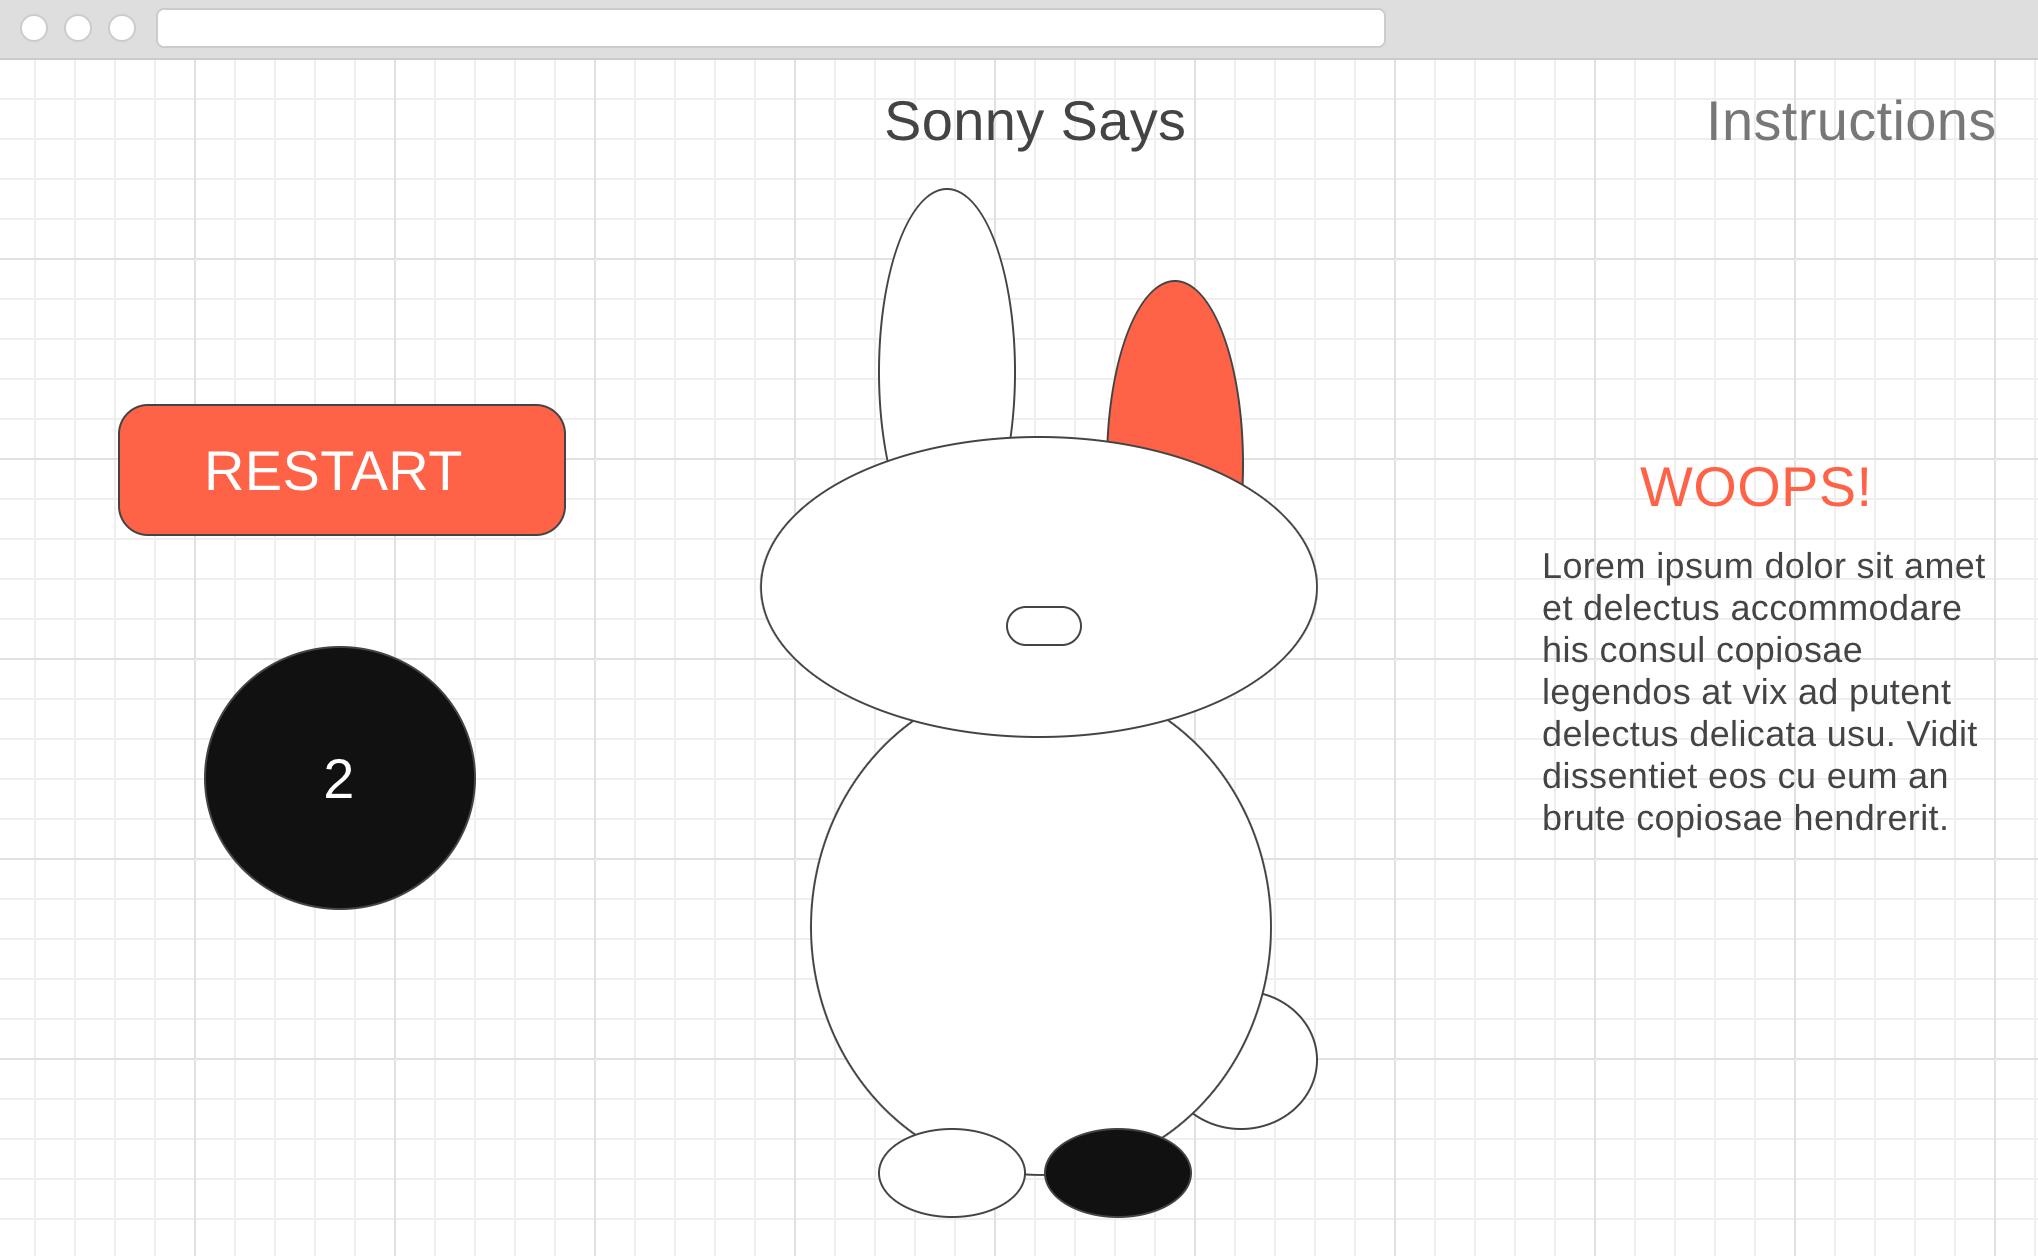 Sonny Says
Instructions
RESTART
2
WOOPS!
Lorem ipsum dolor sit amet
et delectus accommodare
his consul copiosae
legendos at vix ad putent
delectus delicata usu. Vidit
dissentiet eos cu eum an
brute copiosae hendrerit.